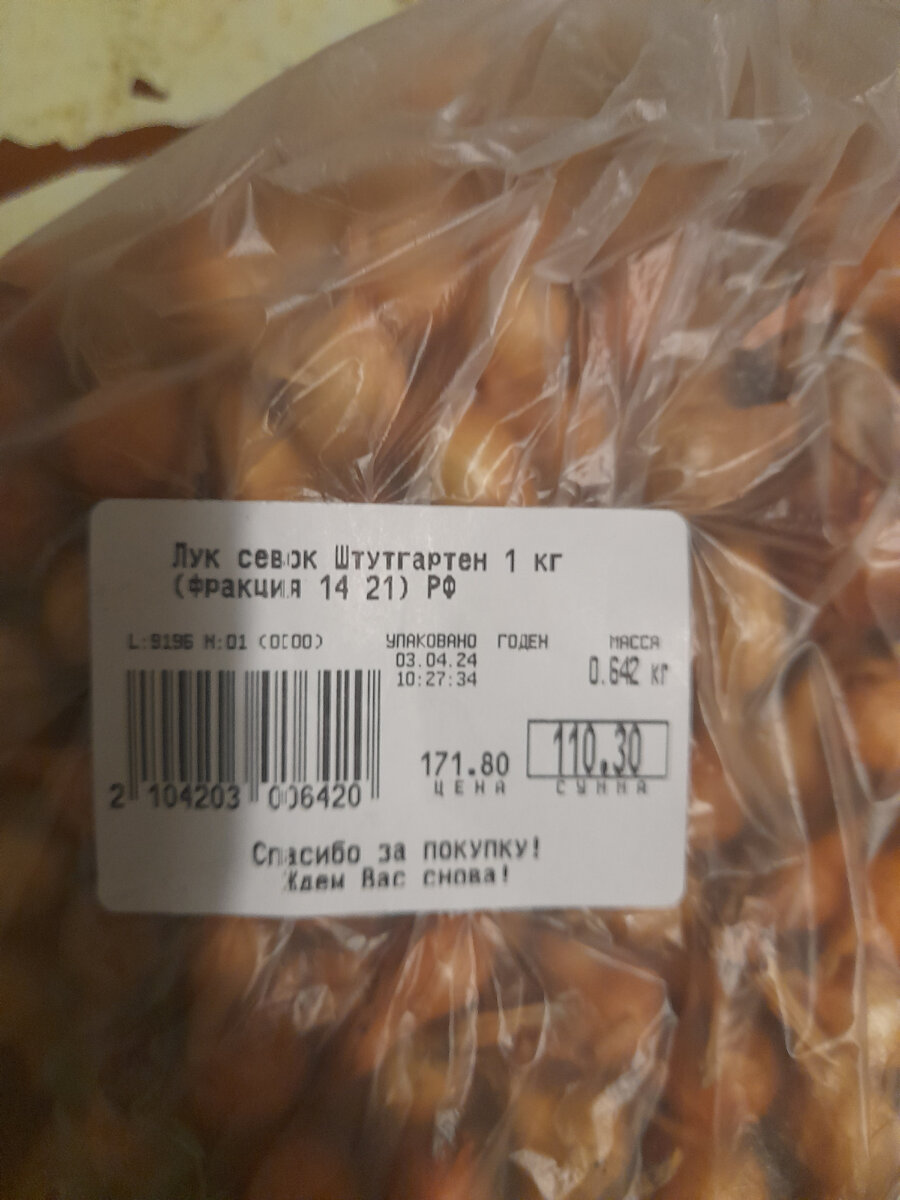 Лук севок Штутгартен 1 кг
(фракция 14 21) РФ
L:9196 М:01 (0000) УПАКОВАНО ГОДЕН МАССА
03.04.24
10:27:34 0.642 кг
171.80 110.30
ЦЕНА СУММА
2 104203 006420
Спасибо за покупку!
Ждем Вас снова!